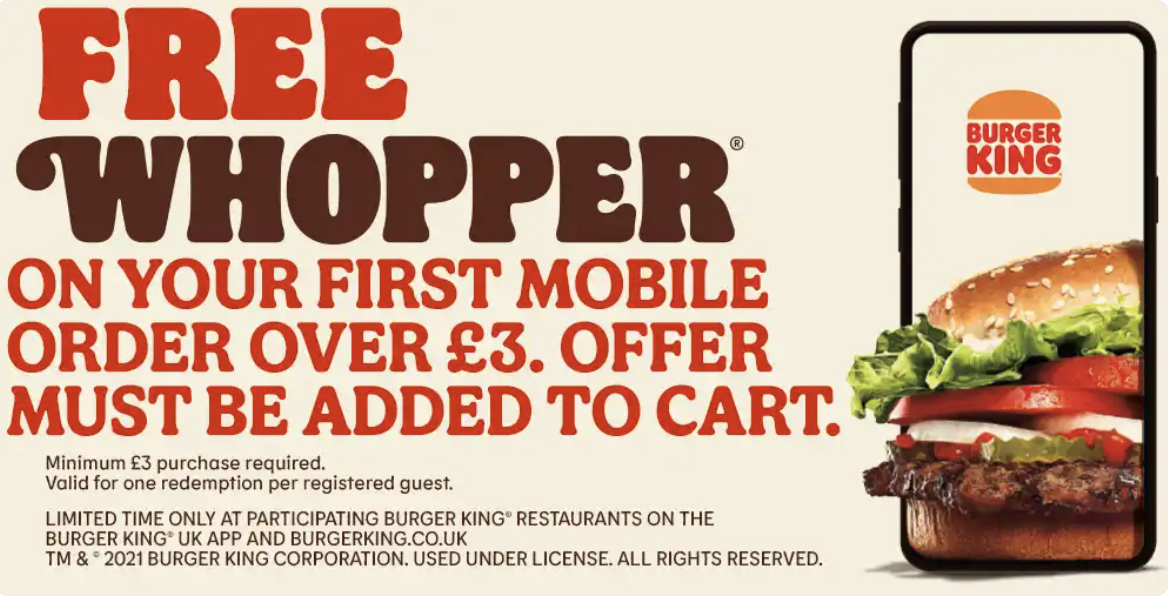 FREE
WHOPPER®
ON YOUR FIRST MOBILE
ORDER OVER £3. OFFER
MUST BE ADDED TO CART.
Minimum £3 purchase required.
Valid for one redemption per registered guest.
LIMITED TIME ONLY AT PARTICIPATING BURGER KING® RESTAURANTS ON THE
BURGER KING® UK APP AND BURGERKING.CO.UK
TM & © 2021 BURGER KING CORPORATION. USED UNDER LICENSE. ALL RIGHTS RESERVED.
BURGER
KING